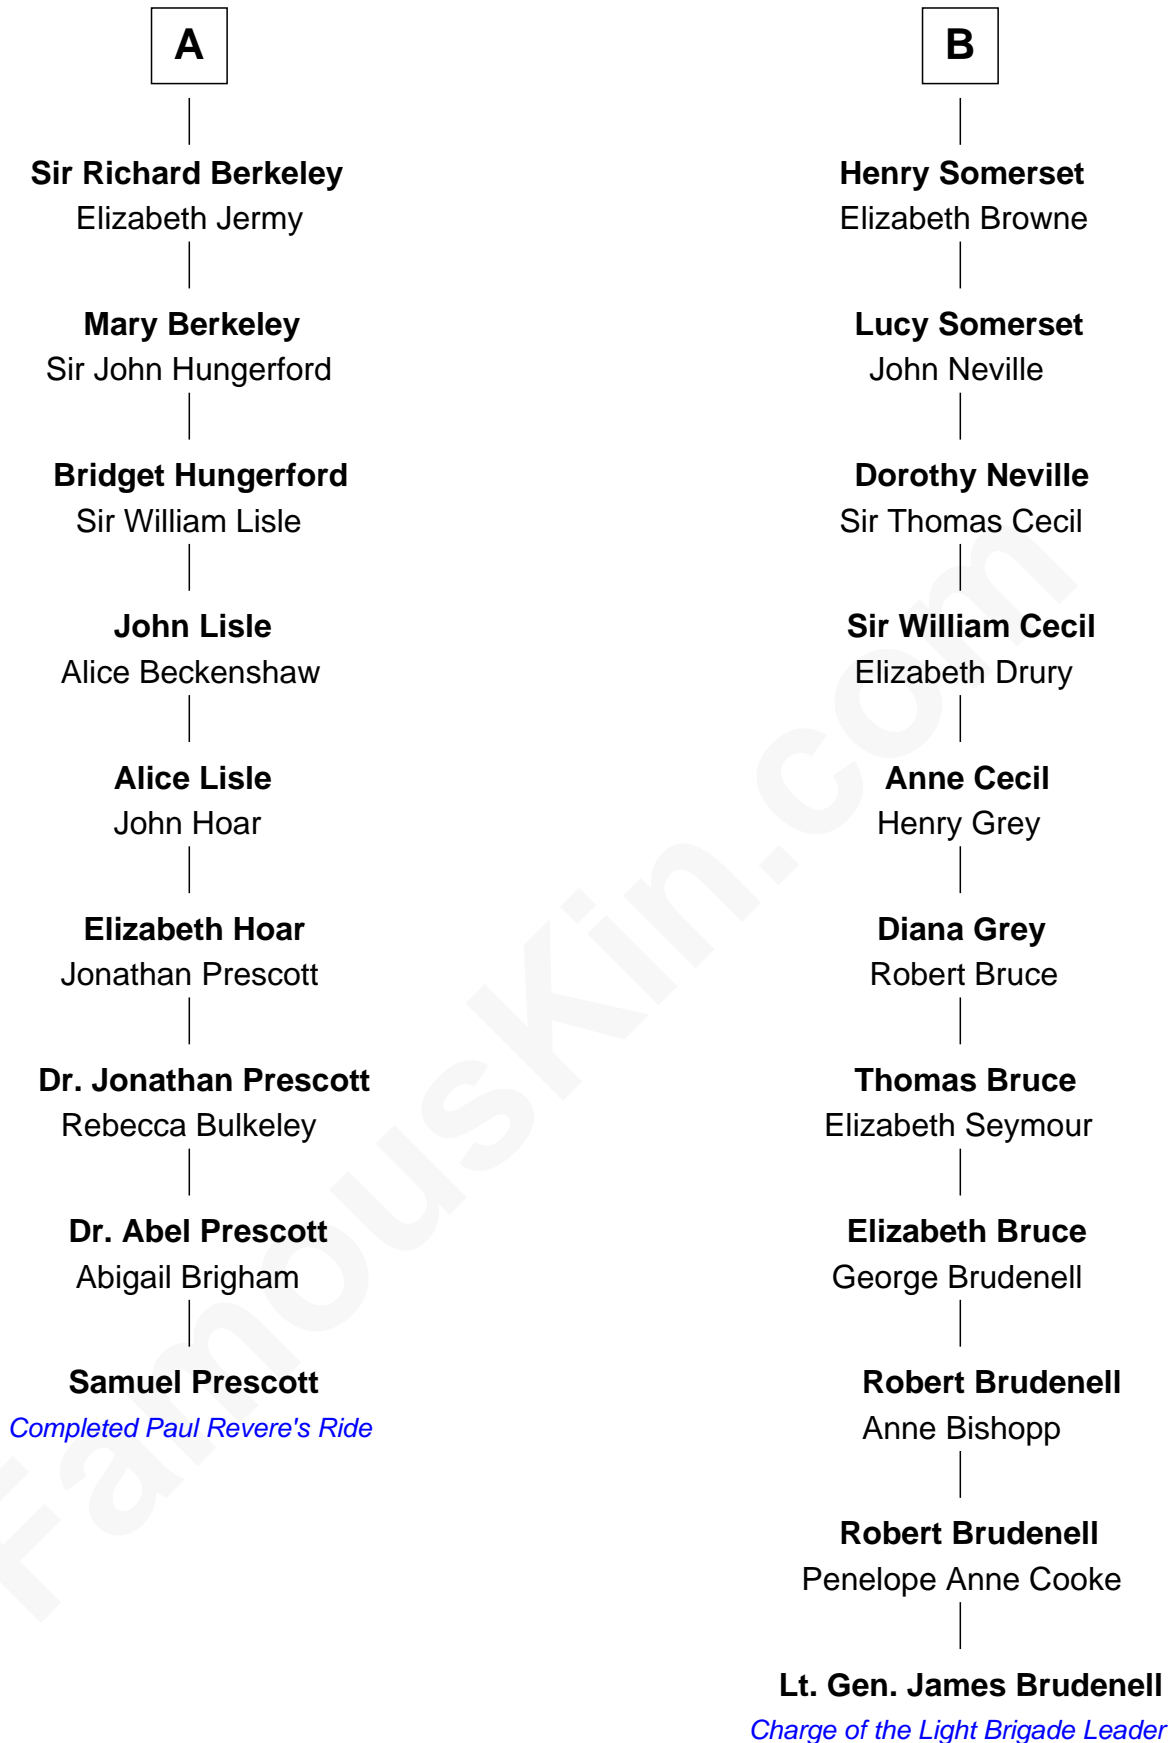 A
Sir Richard Berkeley
Elizabeth Jermy
Mary Berkeley
Sir John Hungerford
Bridget Hungerford
Sir William Lisle
John Lisle
Alice Beckenshaw
Alice Lisle
John Hoar
Elizabeth Hoar
Jonathan Prescott
Dr. Jonathan Prescott
Rebecca Bulkeley
Dr. Abel Prescott
Abigail Brigham
Samuel Prescott
Completed Paul Revere's Ride
B
Henry Somerset
Elizabeth Browne
Lucy Somerset
John Neville
Dorothy Neville
Sir Thomas Cecil
Sir William Cecil
Elizabeth Drury
Anne Cecil
Henry Grey
Diana Grey
Robert Bruce
Thomas Bruce
Elizabeth Seymour
Elizabeth Bruce
George Brudenell
Robert Brudenell
Anne Bishopp
Robert Brudenell
Penelope Anne Cooke
Lt. Gen. James Brudenell
Charge of the Light Brigade Leader
FamousKin.com